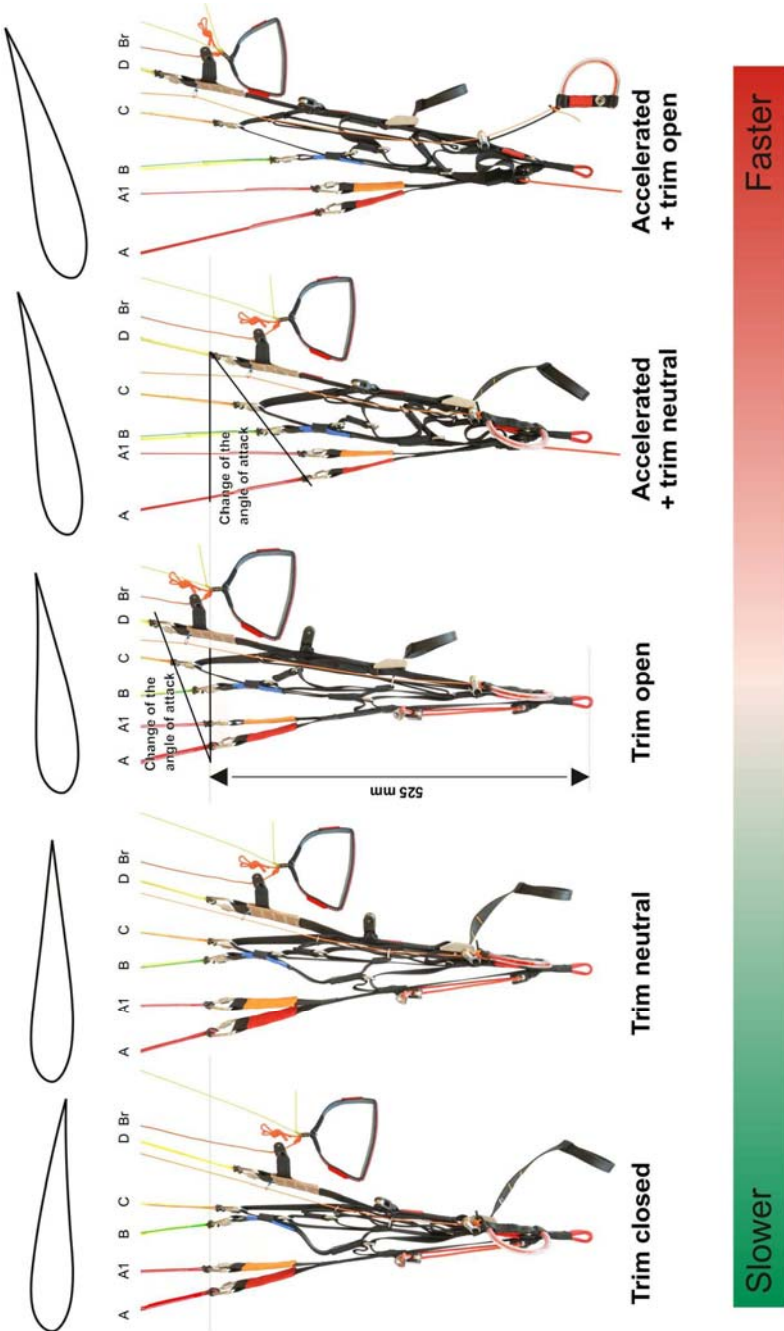 A A1 B C D Br
A A1 B C D Br
A A1 B C D Br
A A1 B C D Br
A A1 B C D Br
Change of the
angle of attack
Change of the
angle of attack
525 mm
Trim closed
Trim neutral
Trim open
Accelerated
+ trim neutral
Accelerated
+ trim open
Slower
Faster